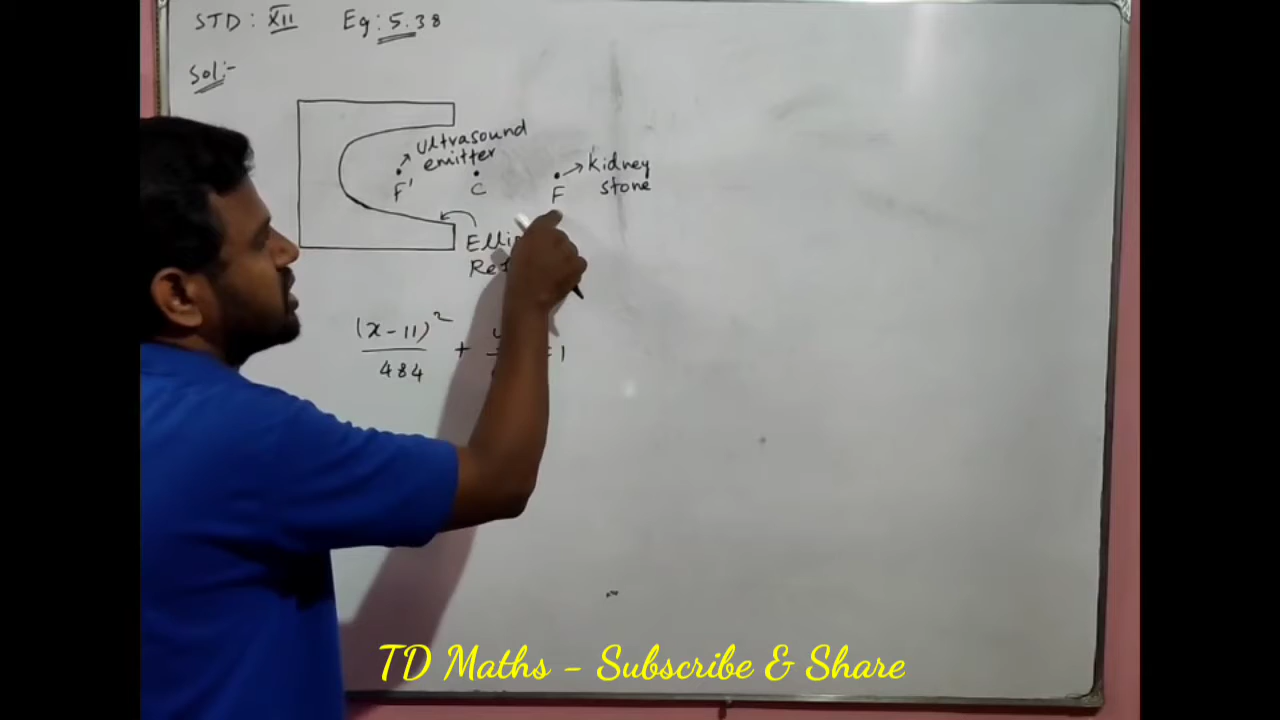 STD : XII Eg : 5.38
Sol:-
ultrasound
emitter
kidney
stone
F' C F
(x - 11)²
484
+ = 1
TD Maths - Subscribe & Share